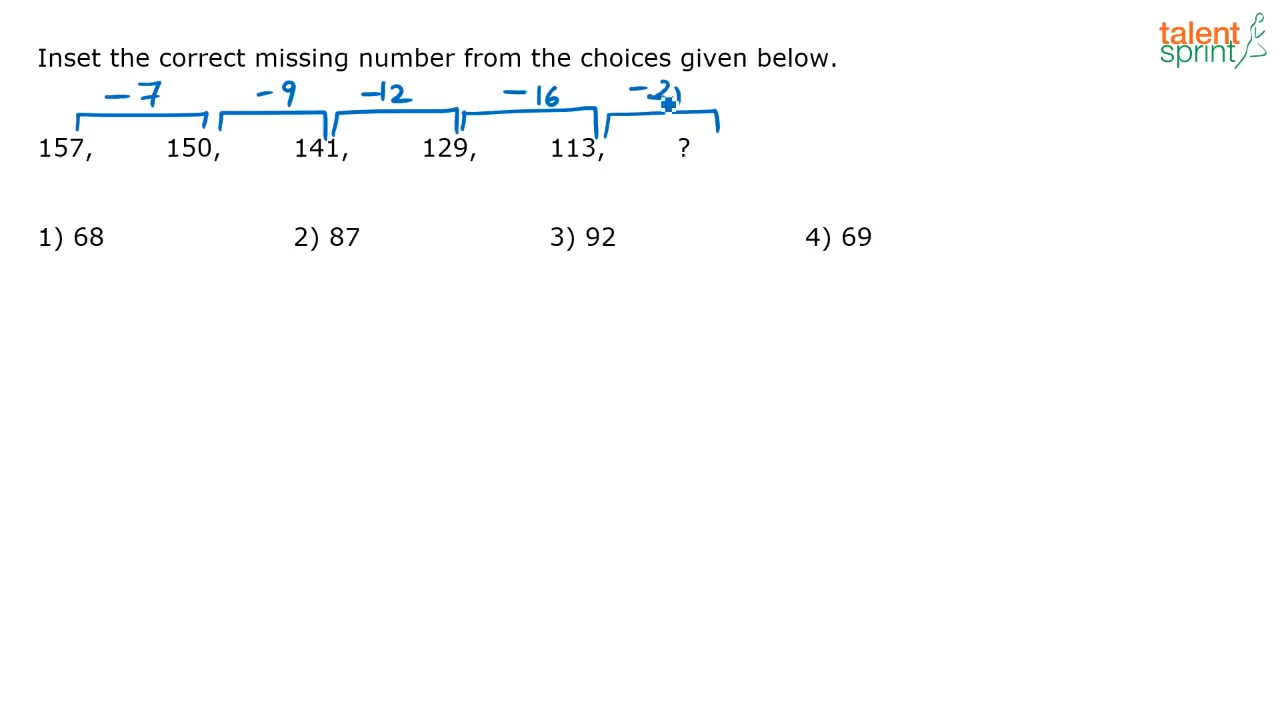 talent
sprint
Inset the correct missing number from the choices given below.
-7 -9 -12 -16 -21
157, 150, 141, 129, 113, ?
1) 68 2) 87 3) 92 4) 69